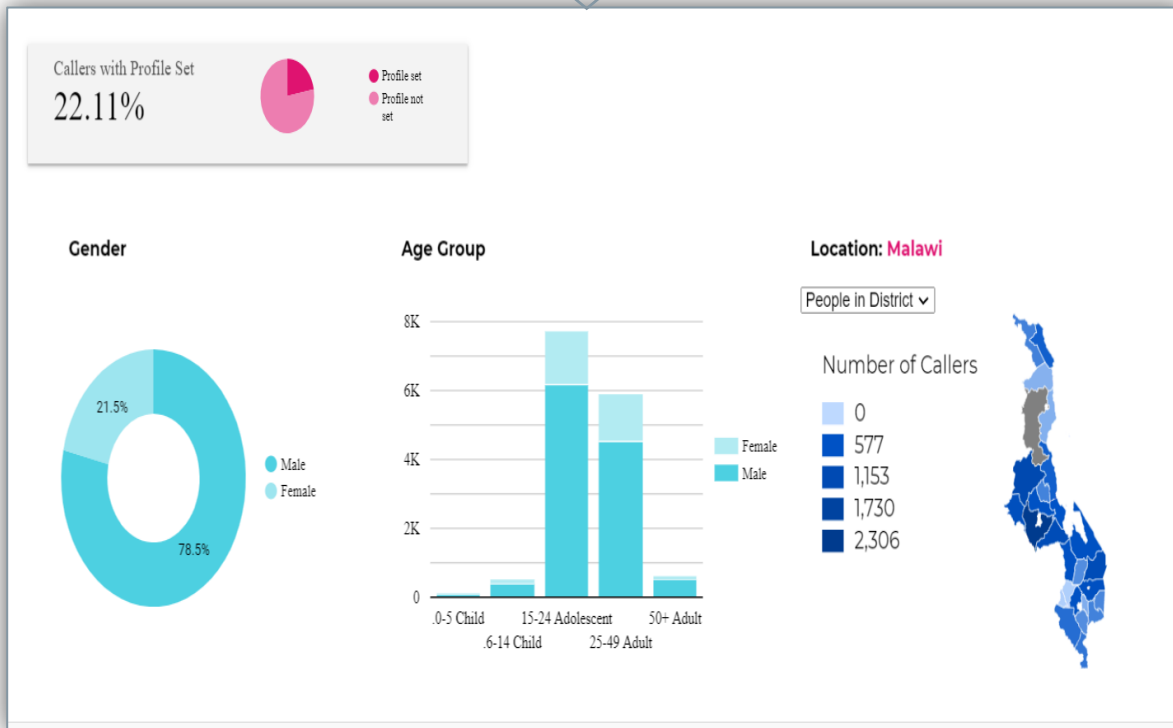 Callers with Profile Set
22.11%
Profile set
Profile not
set
Gender
21.5%
78.5%
Male
Female
Age Group
8K
6K
4K
2K
0
.0-5 Child
15-24 Adolescent
50+ Adult
.6-14 Child
25-49 Adult
Female
Male
Location: Malawi
People in District
Number of Callers
0
577
1,153
1,730
2,306